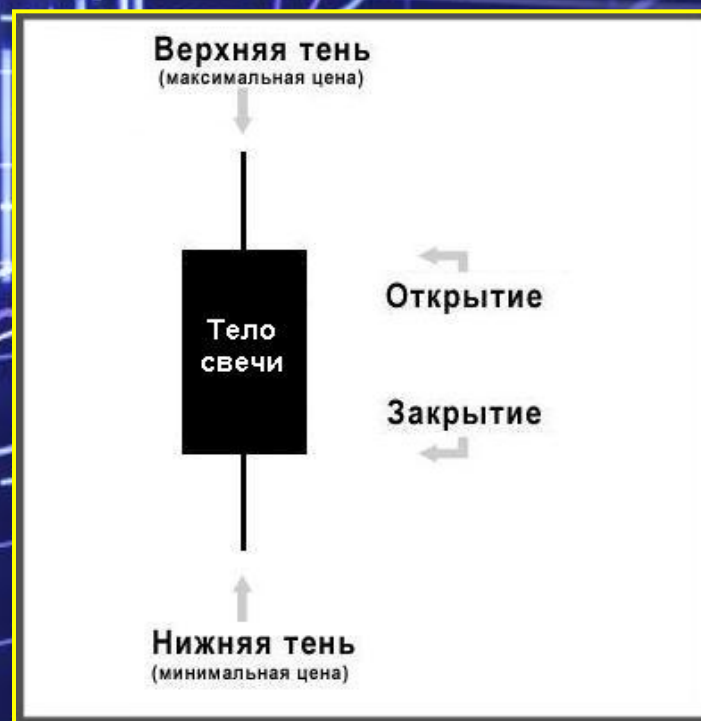 Верхняя тень
(максимальная цена)
Открытие
Тело
свечи
Закрытие
Нижняя тень
(минимальная цена)